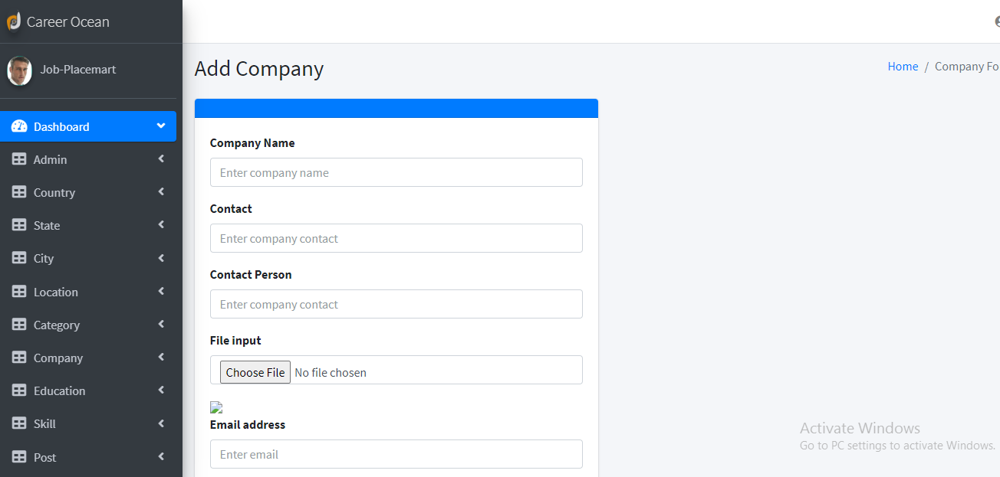 Career Ocean
Job-Placemart
Dashboard
Admin
Country
State
City
Location
Category
Company
Education
Skill
Post
Add Company
Home / Company Fo
Company Name
Enter company name
Contact
Enter company contact
Contact Person
Enter company contact
File input
Choose File No file chosen
Email address
Enter email
Activate Windows
Go to PC settings to activate Windows.